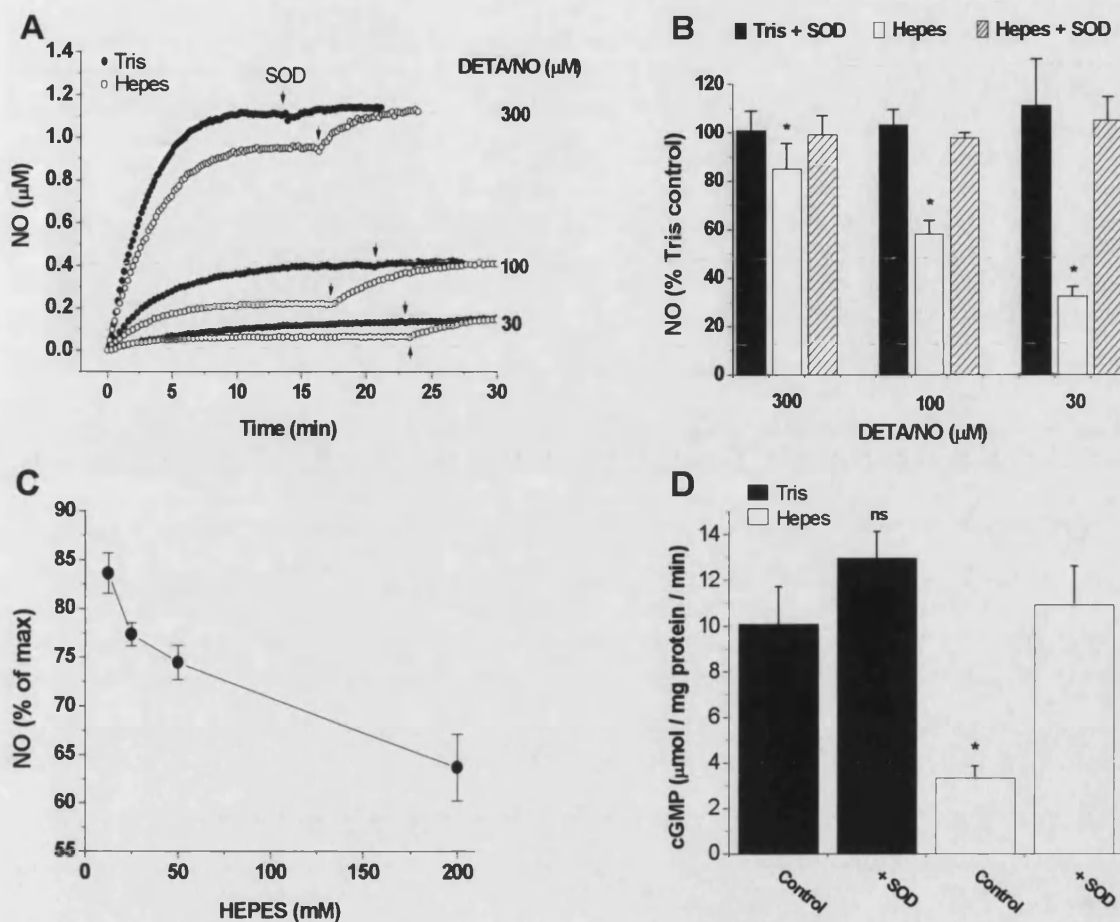 A
1.4
1.2
1.0
0.8
0.6
0.4
0.2
0.0
NO (μM)
Tris
Hepes
SOD
DETA/NO (μM)
300
100
30
0 5 10 15 20 25 30
Time (min)
B
Tris + SOD Hepes Hepes + SOD
120
100
80
60
40
20
0
NO (% Tris control)
* * *
300 100 30
DETA/NO (μM)
C
90
85
80
75
70
65
60
55
NO (% of max)
0 50 100 150 200
HEPES (mM)
D
Tris
Hepes
14
12
10
8
6
4
2
0
cGMP (μmol / mg protein / min)
ns
*
Control + SOD Control + SOD